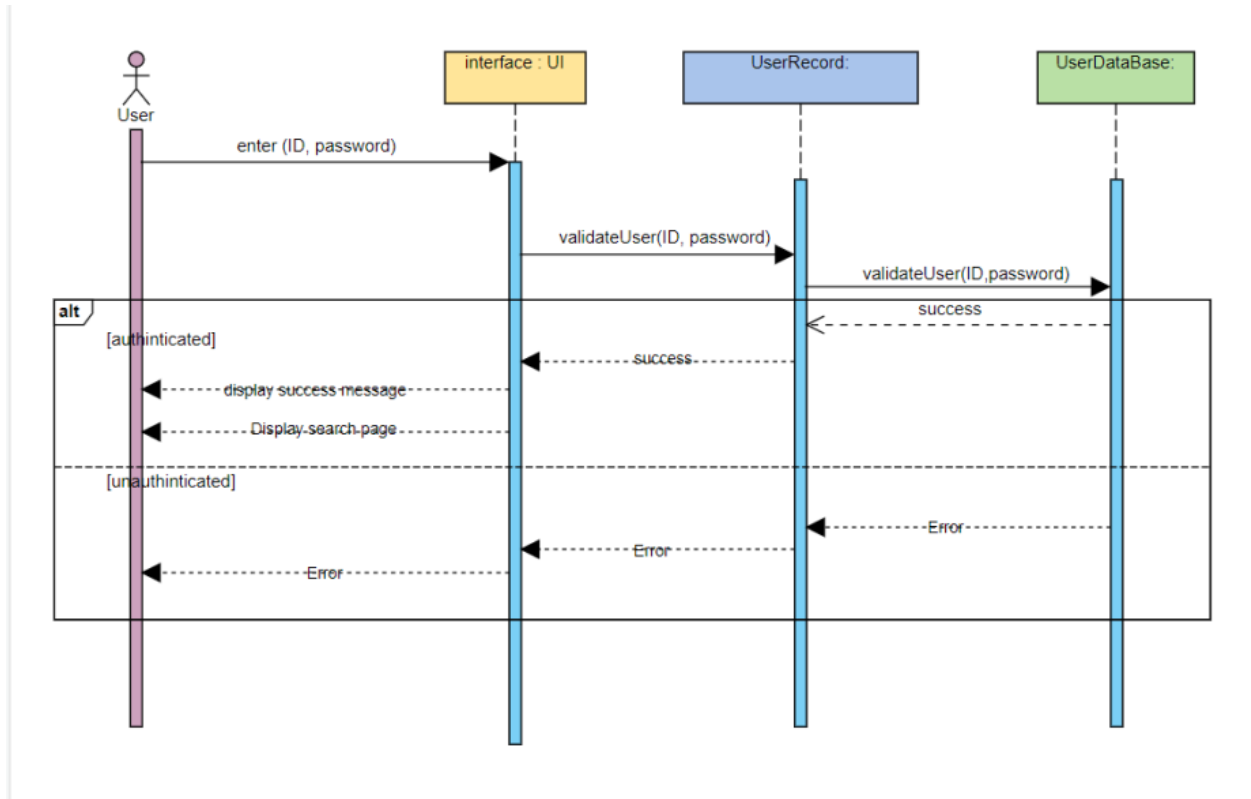 interface : UI
UserRecord:
UserDataBase:
User
enter (ID, password)
validateUser(ID, password)
validateUser(ID,password)
alt
success
[authinticated]
success
display success message
Display search page
[unauthinticated]
Error
Error
Error